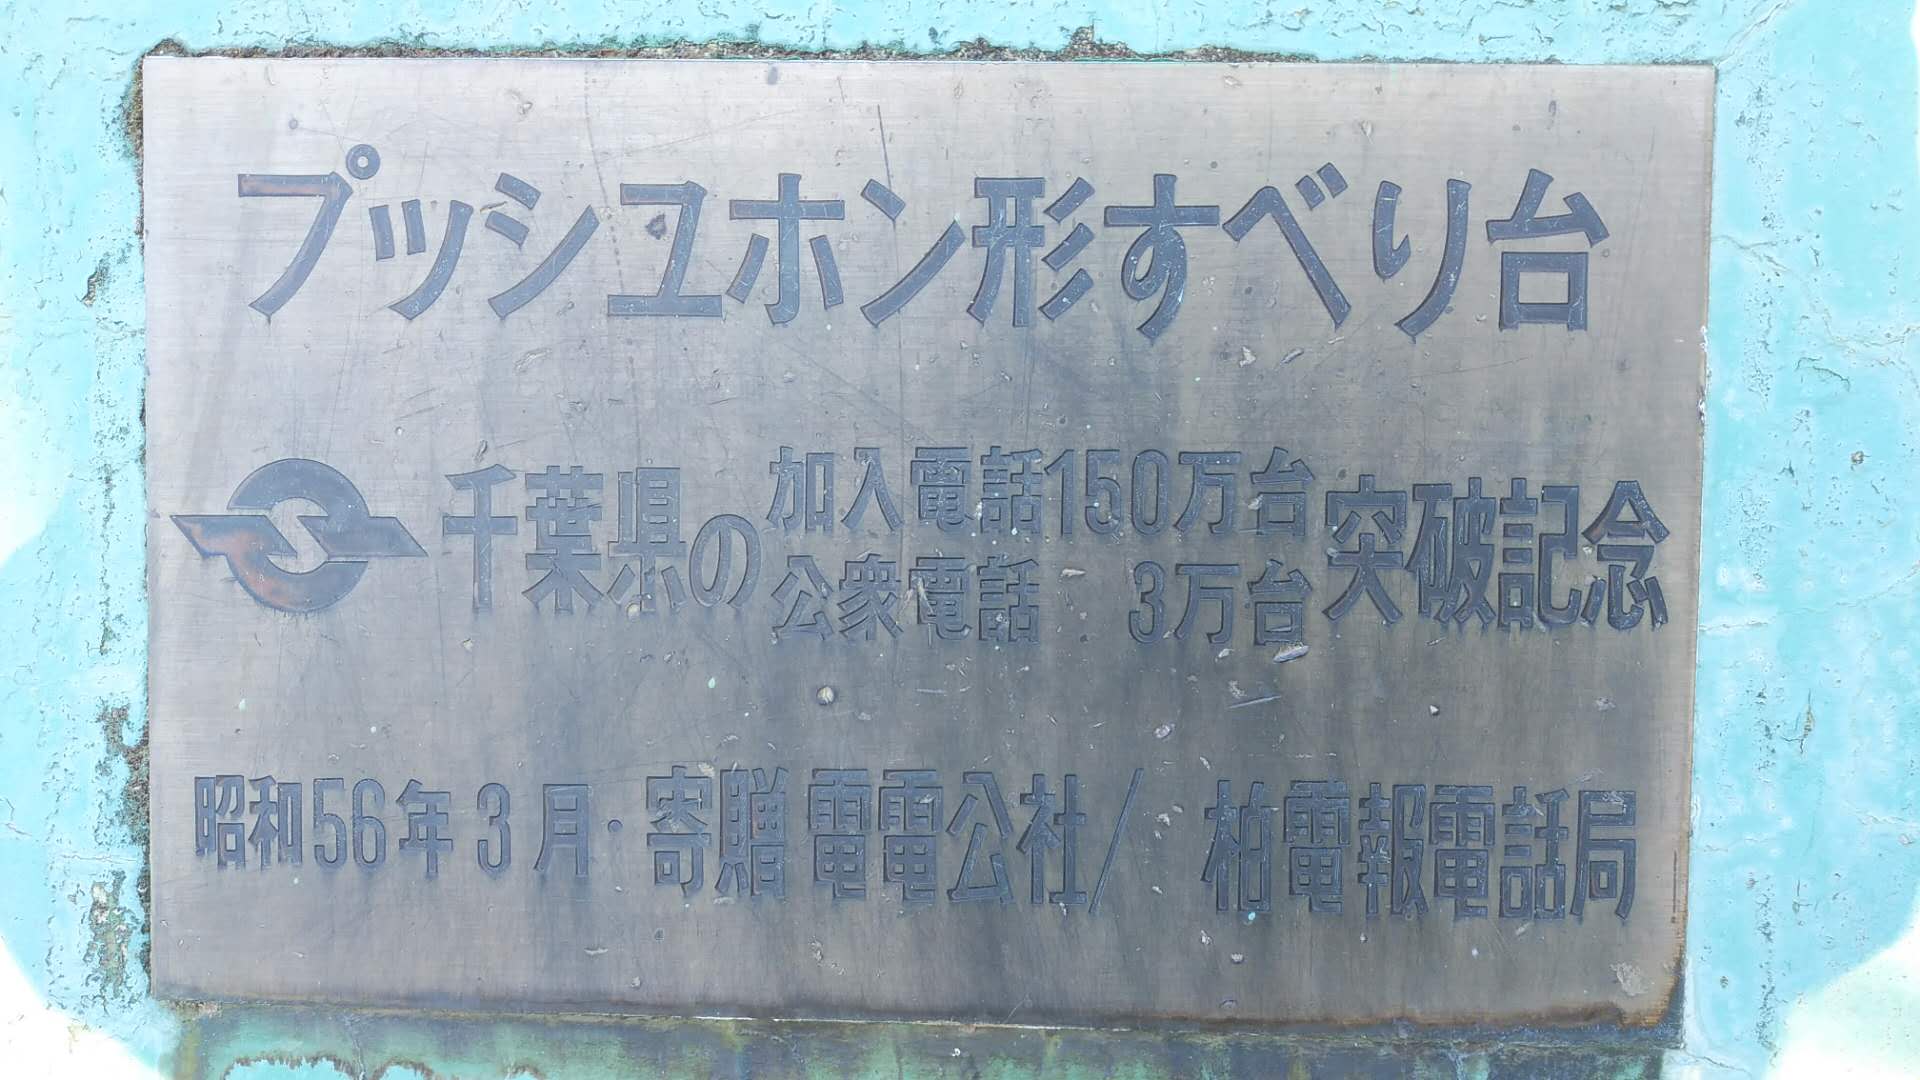 プッシュホン形すべり台
千葉県の加入電話150万台突破記念
公衆電話 3万台
昭和56年3月・寄贈 電電公社/ 柏電報電話局